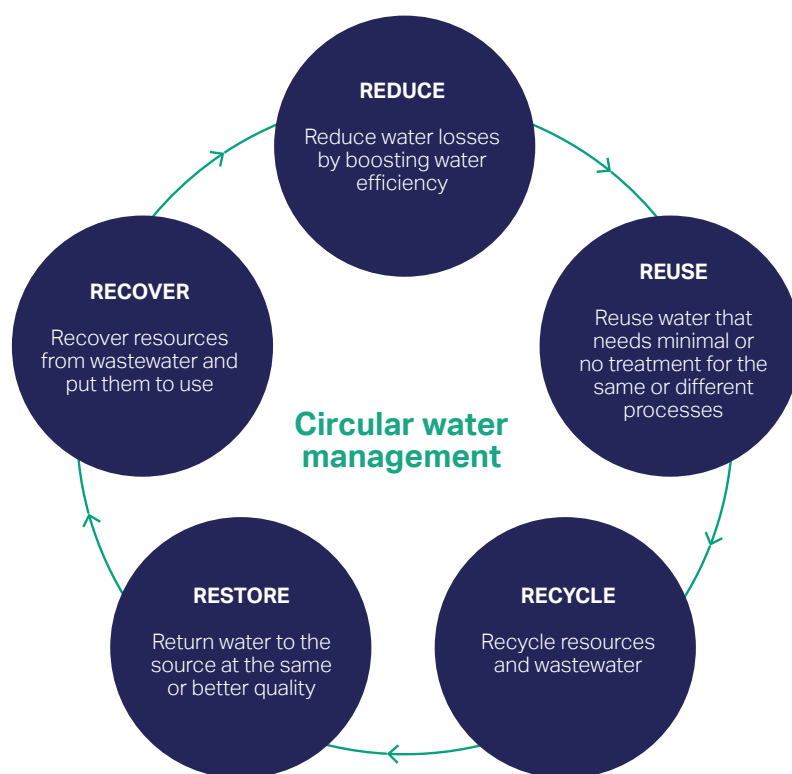 REDUCE
Reduce water losses
by boosting water
efficiency
REUSE
Reuse water that
needs minimal or
no treatment for the
same or different
processes
RECYCLE
Recycle resources
and wastewater
RESTORE
Return water to the
source at the same
or better quality
RECOVER
Recover resources
from wastewater and
put them to use
Circular water
management